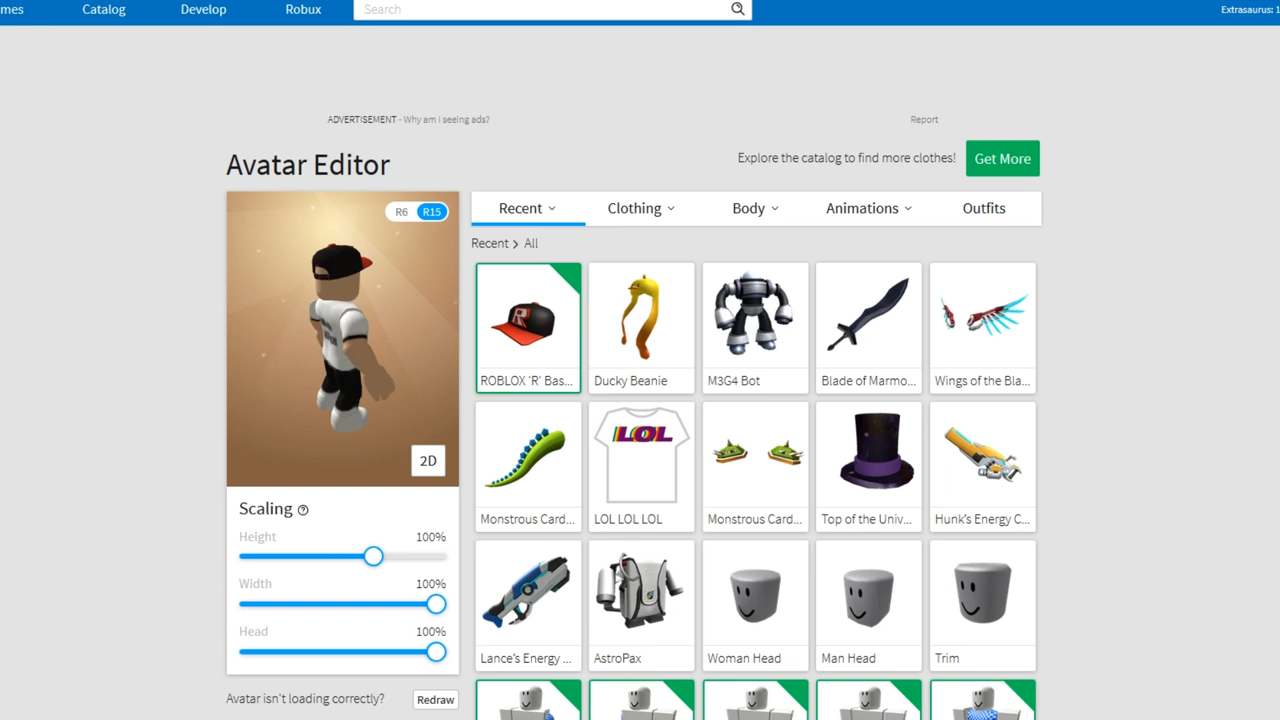 mes Catalog Develop Robux Search Extrasaurus: 1
ADVERTISEMENT - Why am I seeing ads? Report
Avatar Editor
Explore the catalog to find more clothes! Get More
R6 R15
2D
Scaling
Height 100%
Width 100%
Head 100%
Avatar isn't loading correctly? Redraw
Recent Clothing Body Animations Outfits
Recent > All
R
ROBLOX 'R' Bas... Ducky Beanie M3G4 Bot Blade of Marmo... Wings of the Bla...
LOL
Monstrous Card... LOL LOL LOL Monstrous Card... Top of the Univ... Hunk's Energy C...
Lance's Energy ... AstroPax Woman Head Man Head Trim